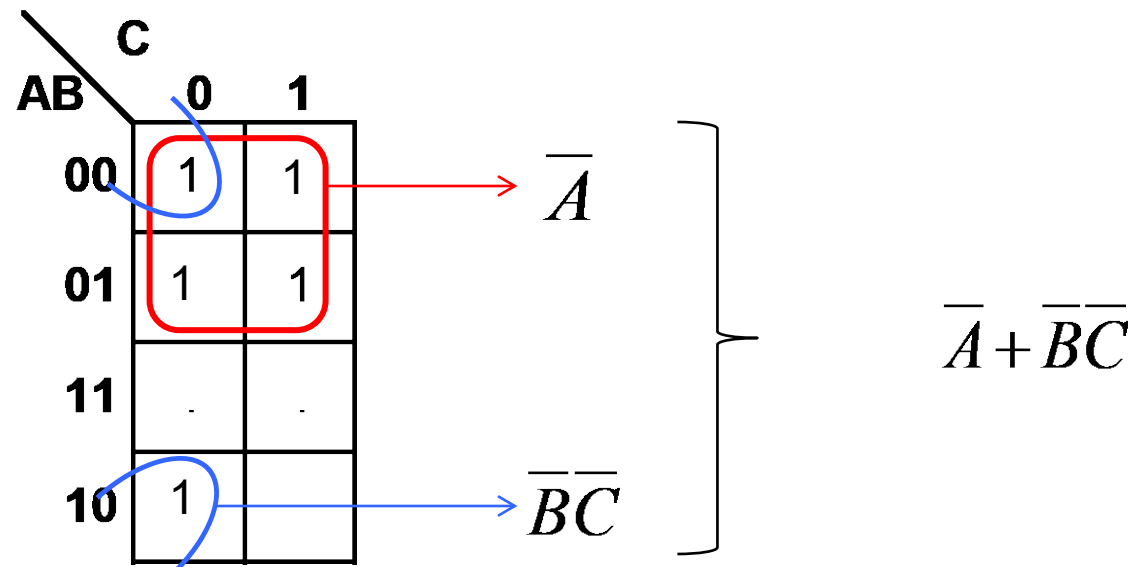 C
AB 0 1
00 1 1 A̅
01 1 1
A̅ + B̅C̅
11 . .
10 1 B̅C̅